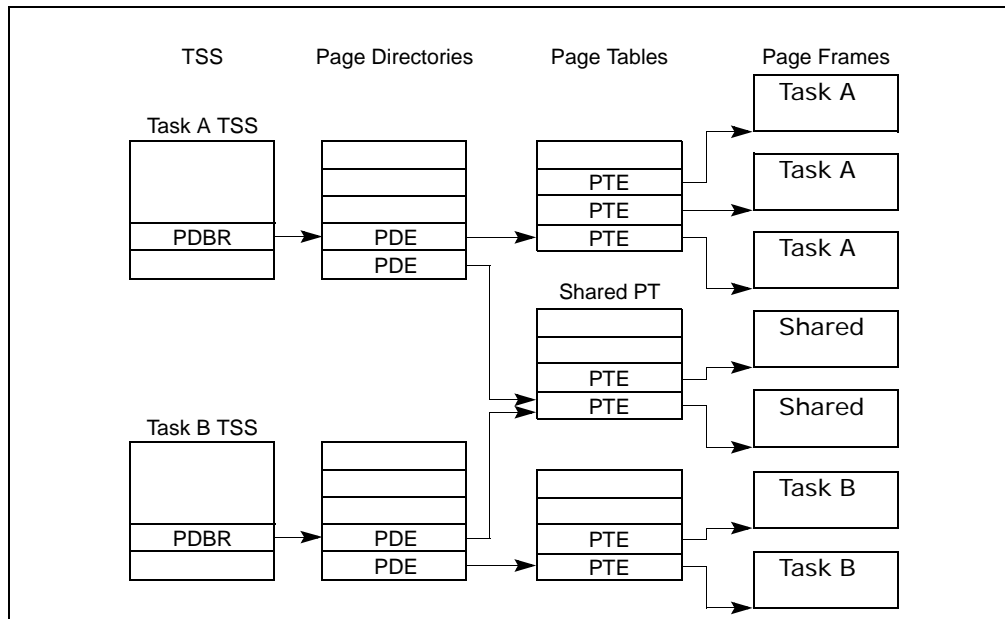 TSS
Page Directories
Page Tables
Page Frames
Task A TSS
PDBR
PDE
PDE
PTE
PTE
PTE
Task A
Task A
Task A
Shared PT
PTE
PTE
Shared
Shared
Task B TSS
PDBR
PDE
PDE
PTE
PTE
Task B
Task B